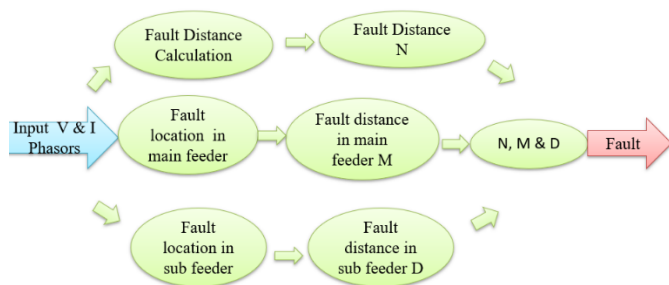 Fault Distance
Calculation
Fault Distance
N
Input V & I
Phasors
Fault
location in
main feeder
Fault distance
in main
feeder M
N, M & D
Fault
Fault
location in
sub feeder
Fault
distance in
sub feeder D